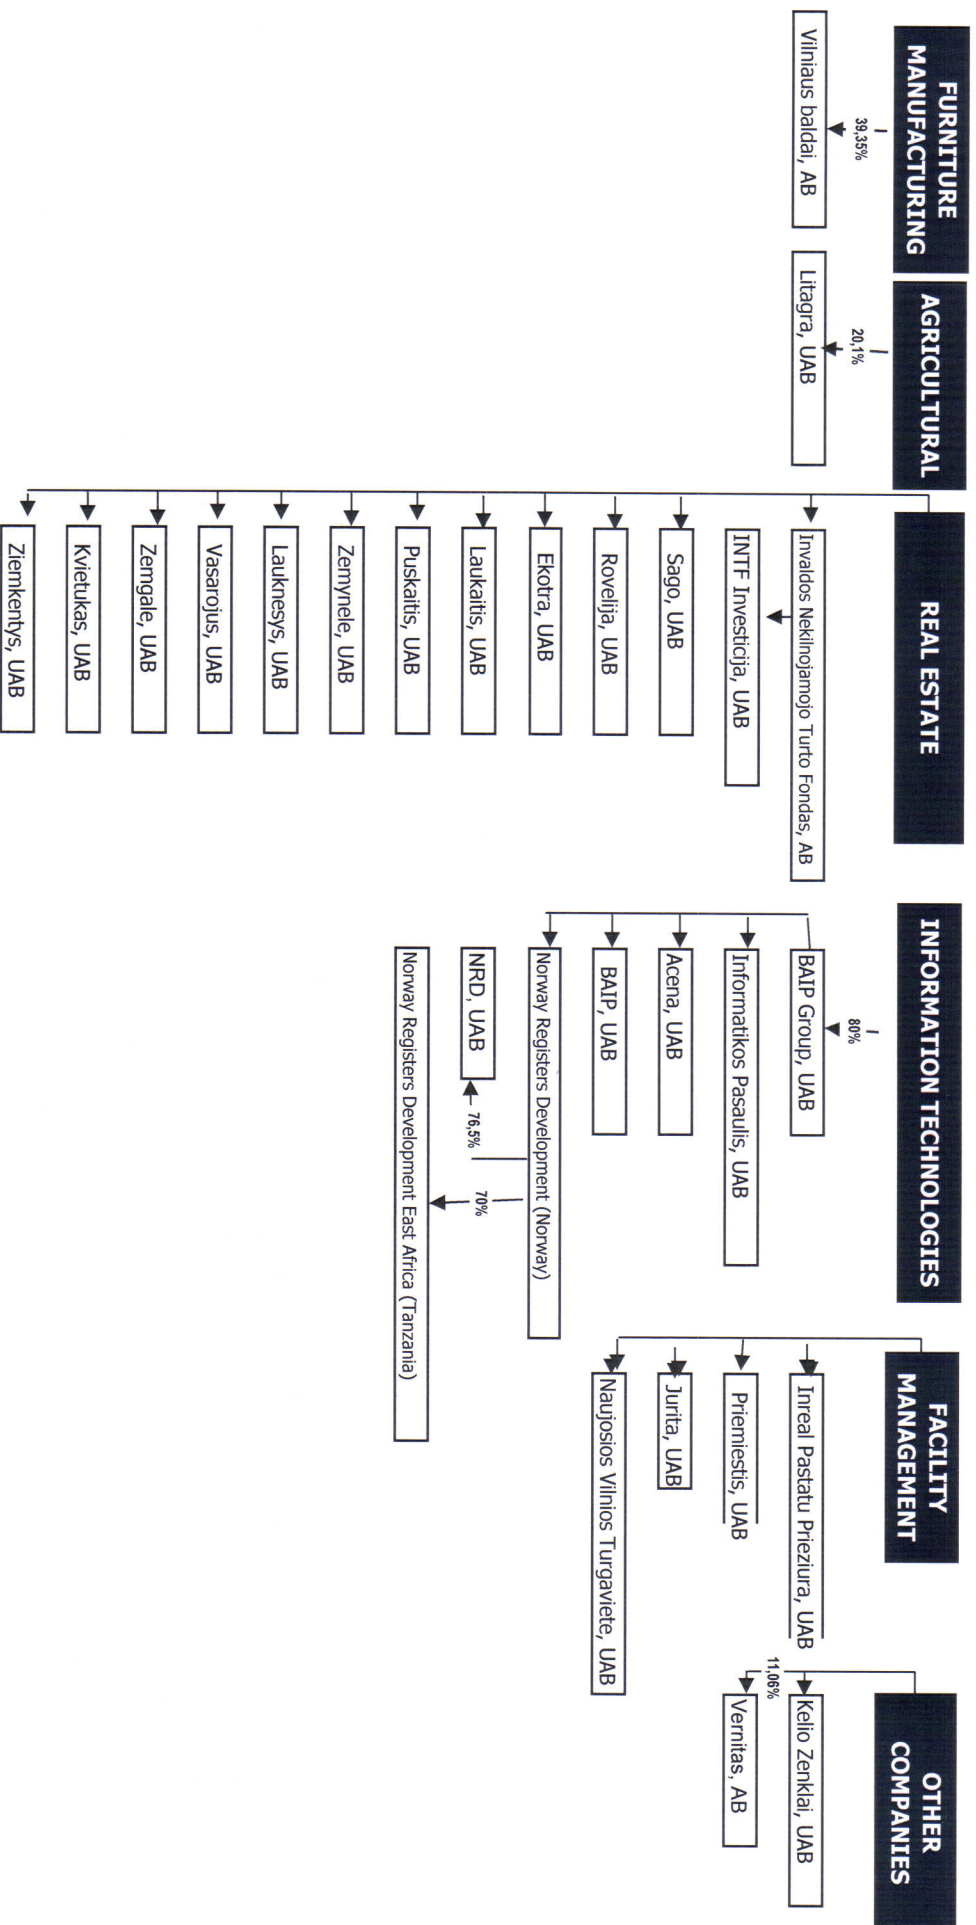 FURNITURE
MANUFACTURING
39,35%
Vilniaus baldai, AB
AGRICULTURAL
20,1%
Litagra, UAB
REAL ESTATE
Invaldos Nekilnojamojo Turto Fondas, AB
INTF Investicija, UAB
Sago, UAB
Rovelija, UAB
Ekotra, UAB
Laukaitis, UAB
Puskaitis, UAB
Zemynele, UAB
Lauknesys, UAB
Vasarojus, UAB
Zemgale, UAB
Kvietukas, UAB
Ziemkentys, UAB
INFORMATION TECHNOLOGIES
80%
BAIP Group, UAB
Informatikos Pasaulis, UAB
Acena, UAB
BAIP, UAB
Norway Registers Development (Norway)
76,5%
70%
NRD, UAB
Norway Registers Development East Africa (Tanzania)
FACILITY
MANAGEMENT
Inreal Pastatu Prieziura, UAB
Priemiestis, UAB
Jurita, UAB
Naujosios Vilnios Turgaviete, UAB
OTHER
COMPANIES
Kelio Zenklai, UAB
11,06%
Vernitas, AB